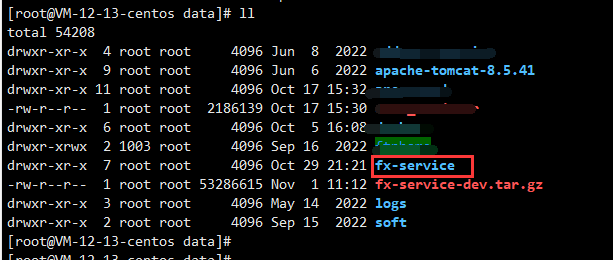 [root@VM-12-13-centos data]# ll
total 54208
drwxr-xr-x 4 root root 4096 Jun 8 2022
drwxr-xr-x 9 root root 4096 Jun 6 2022 apache-tomcat-8.5.41
drwxr-xr-x 11 root root 4096 Oct 17 15:32
-rw-r--r-- 1 root root 2186139 Oct 17 15:30
drwxr-xr-x 6 root root 4096 Oct 5 16:08
drwxr-xrwx 2 1003 root 4096 Sep 16 2022
drwxr-xr-x 7 root root 4096 Oct 29 21:21 fx-service
-rw-r--r-- 1 root root 53286615 Nov 1 11:12 fx-service-dev.tar.gz
drwxr-xr-x 3 root root 4096 May 14 2022 logs
drwxr-xr-x 2 root root 4096 Sep 15 2022 soft
[root@VM-12-13-centos data]#
[root@VM-12-13-centos data]#